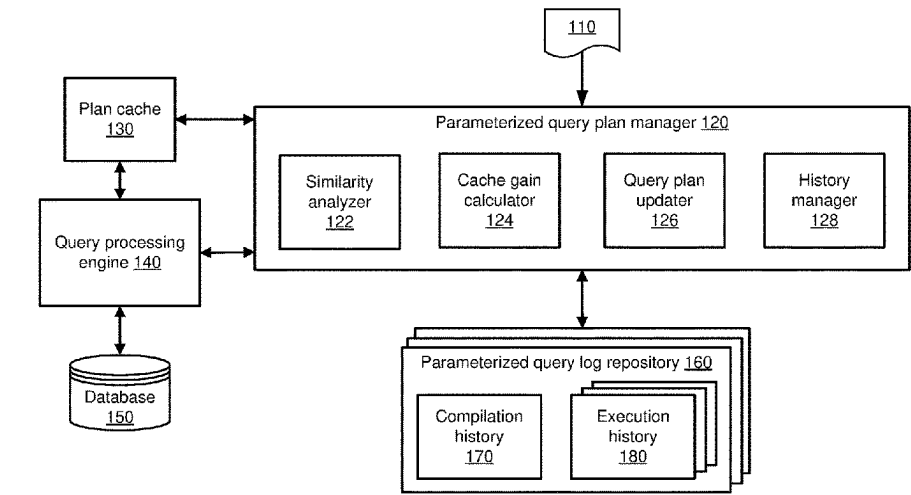 110
Plan cache
130
Parameterized query plan manager 120
Similarity
analyzer
122
Cache gain
calculator
124
Query plan
updater
126
History
manager
128
Query processing
engine 140
Database
150
Parameterized query log repository 160
Compilation
history
170
Execution
history
180